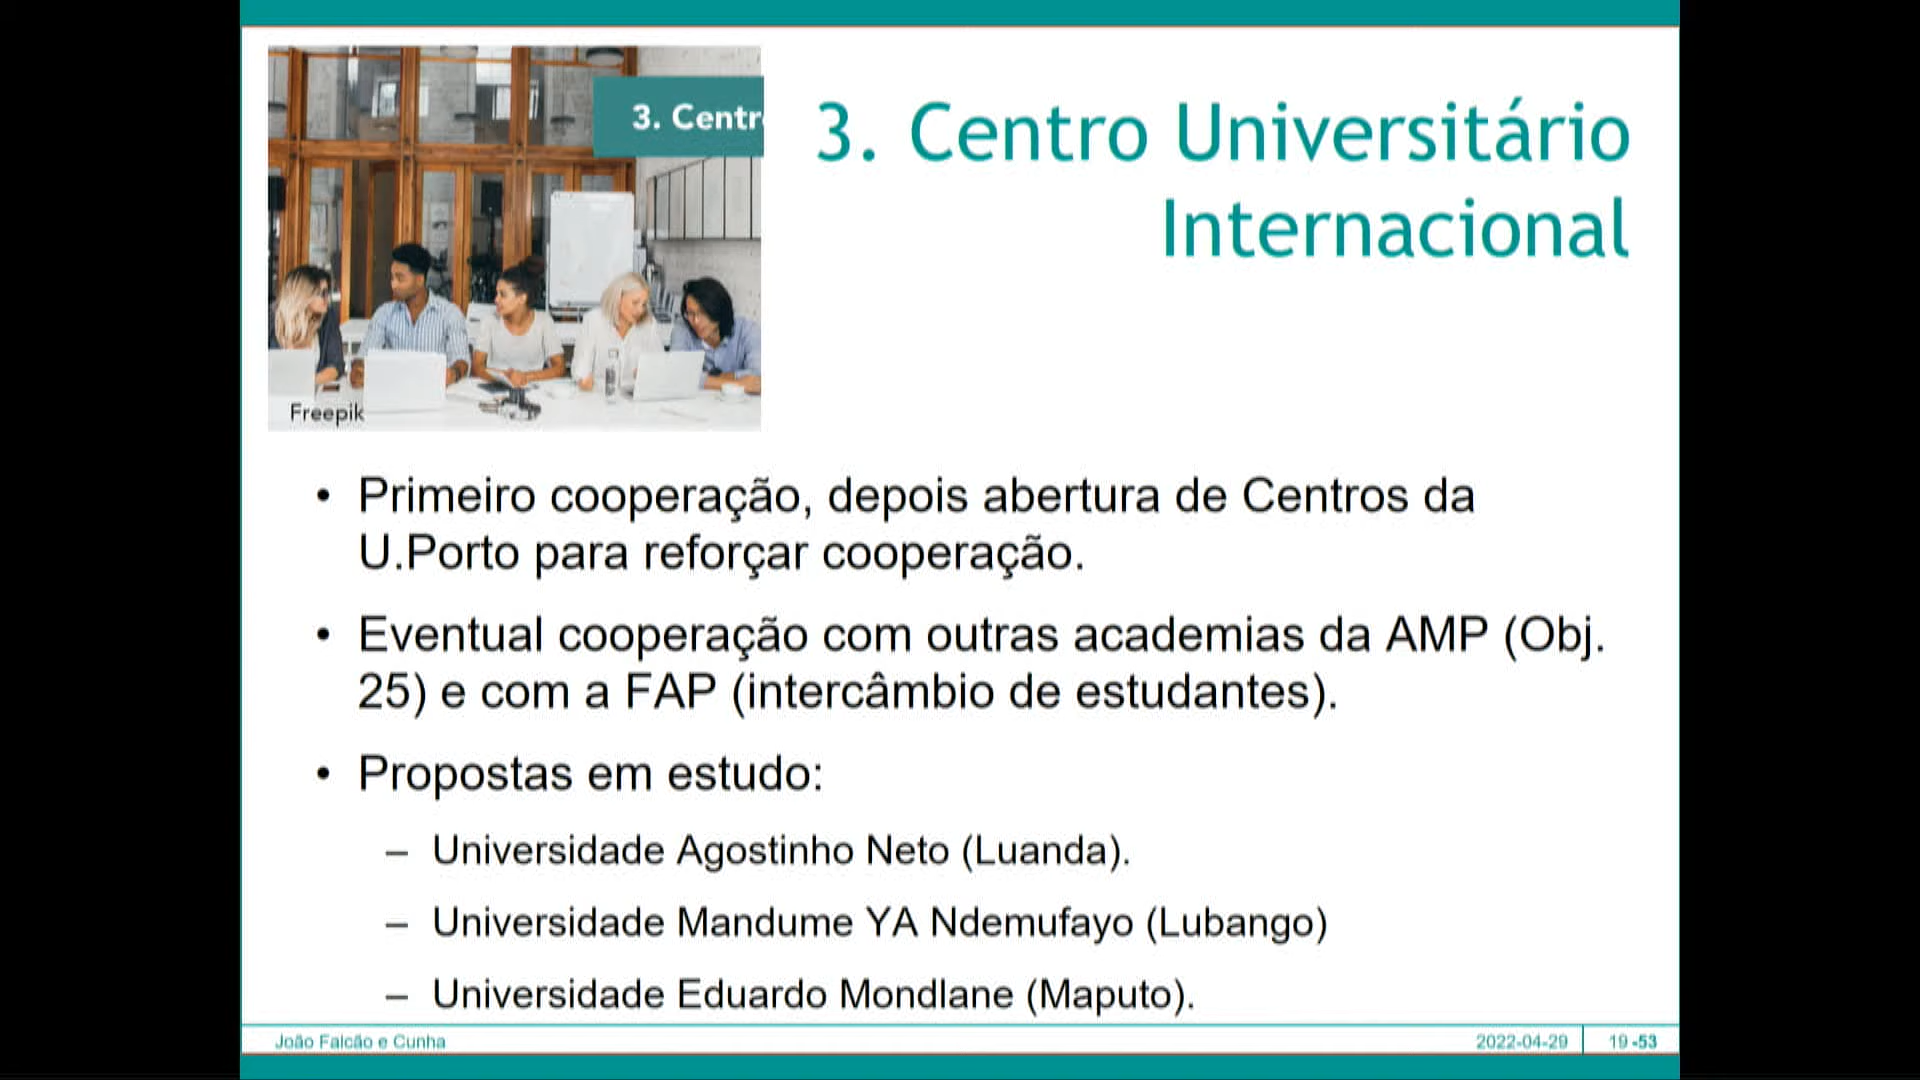 3. Centr
3. Centro Universitário
Internacional
Freepik
• Primeiro cooperação, depois abertura de Centros da
U.Porto para reforçar cooperação.
• Eventual cooperação com outras academias da AMP (Obj.
25) e com a FAP (intercâmbio de estudantes).
• Propostas em estudo:
– Universidade Agostinho Neto (Luanda).
– Universidade Mandume YA Ndemufayo (Lubango)
– Universidade Eduardo Mondlane (Maputo).
João Falcão e Cunha
2022-04-29
19 -53